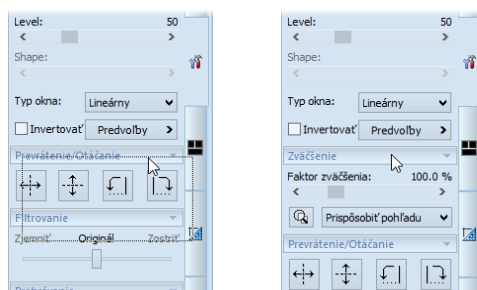 Level: 50
Shape:
Typ okna: Lineárny
Invertovať Predvoľby
Prevrátenie/Otáčanie
Filtrovanie
Zjemniť Originál Zostriť
Level: 50
Shape:
Typ okna: Lineárny
Invertovať Predvoľby
Zväčšenie
Faktor zväčšenia: 100.0 %
Prispôsobiť pohľadu
Prevrátenie/Otáčanie